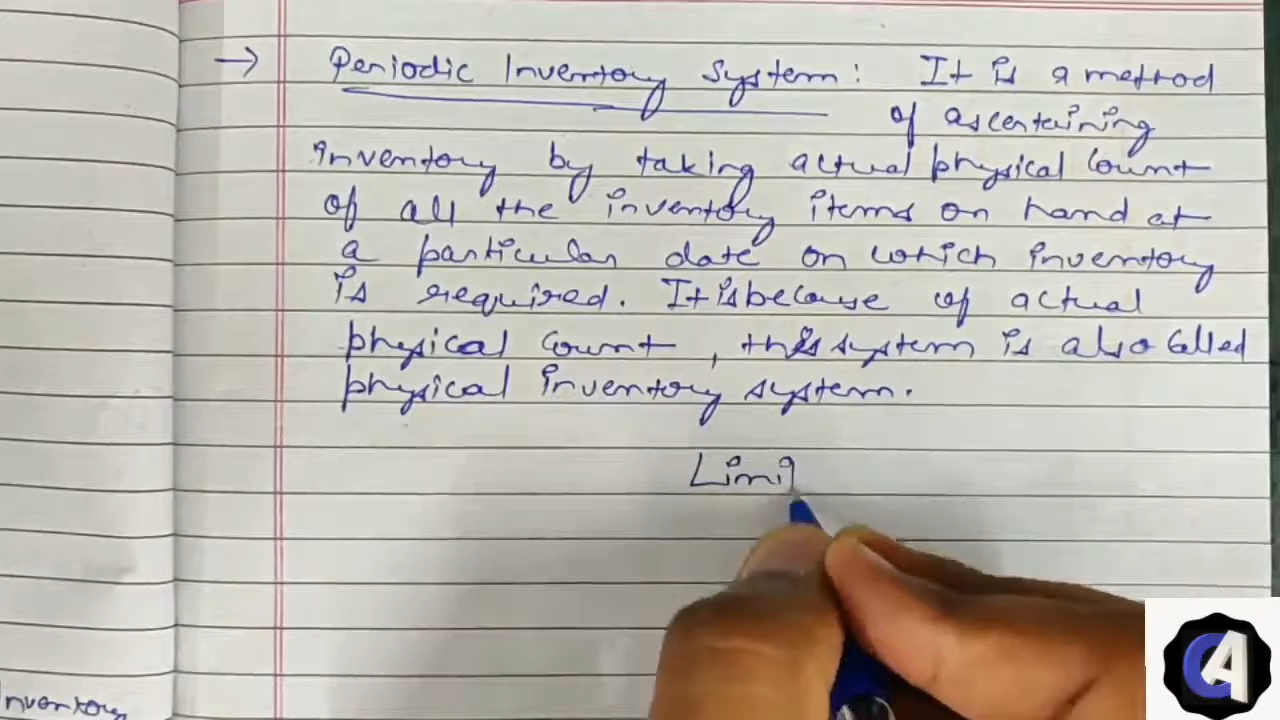 → Periodic Inventory System: It is a method
of ascertaining
Inventory by taking actual physical Count
of all the inventory items on hand at
a particular date on which inventory
is required. It is because of actual
physical Count, this system is also Called
physical inventory system.
Limi
Inventory
CA